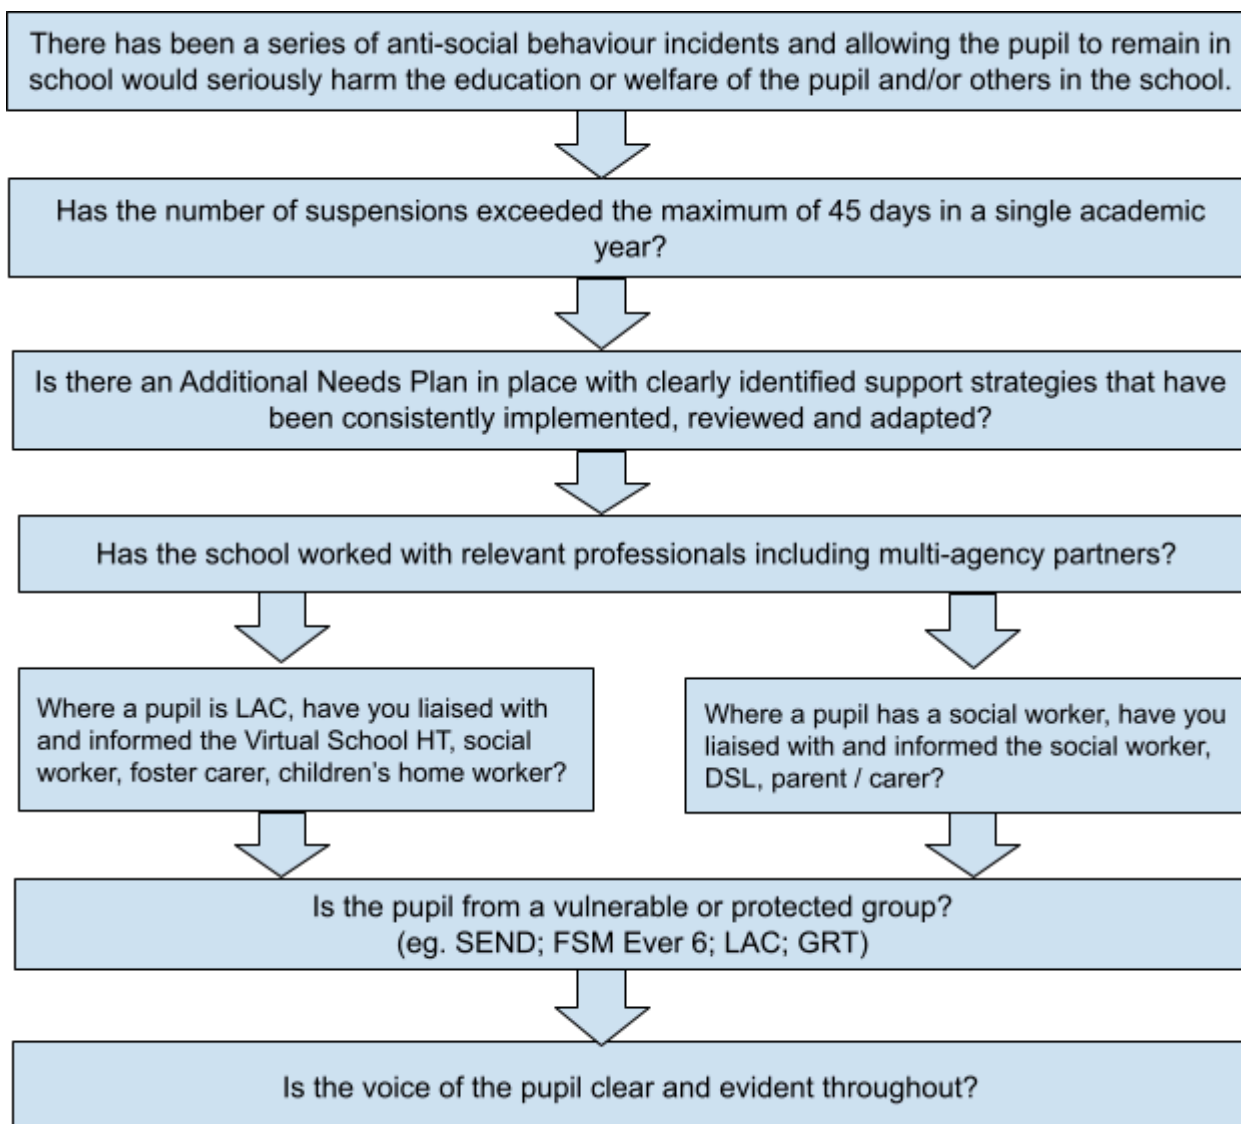 There has been a series of anti-social behaviour incidents and allowing the pupil to remain in
school would seriously harm the education or welfare of the pupil and/or others in the school.
Has the number of suspensions exceeded the maximum of 45 days in a single academic
year?
Is there an Additional Needs Plan in place with clearly identified support strategies that have
been consistently implemented, reviewed and adapted?
Has the school worked with relevant professionals including multi-agency partners?
Where a pupil is LAC, have you liaised with
and informed the Virtual School HT, social
worker, foster carer, children's home worker?
Where a pupil has a social worker, have you
liaised with and informed the social worker,
DSL, parent / carer?
Is the pupil from a vulnerable or protected group?
(eg. SEND; FSM Ever 6; LAC; GRT)
Is the voice of the pupil clear and evident throughout?